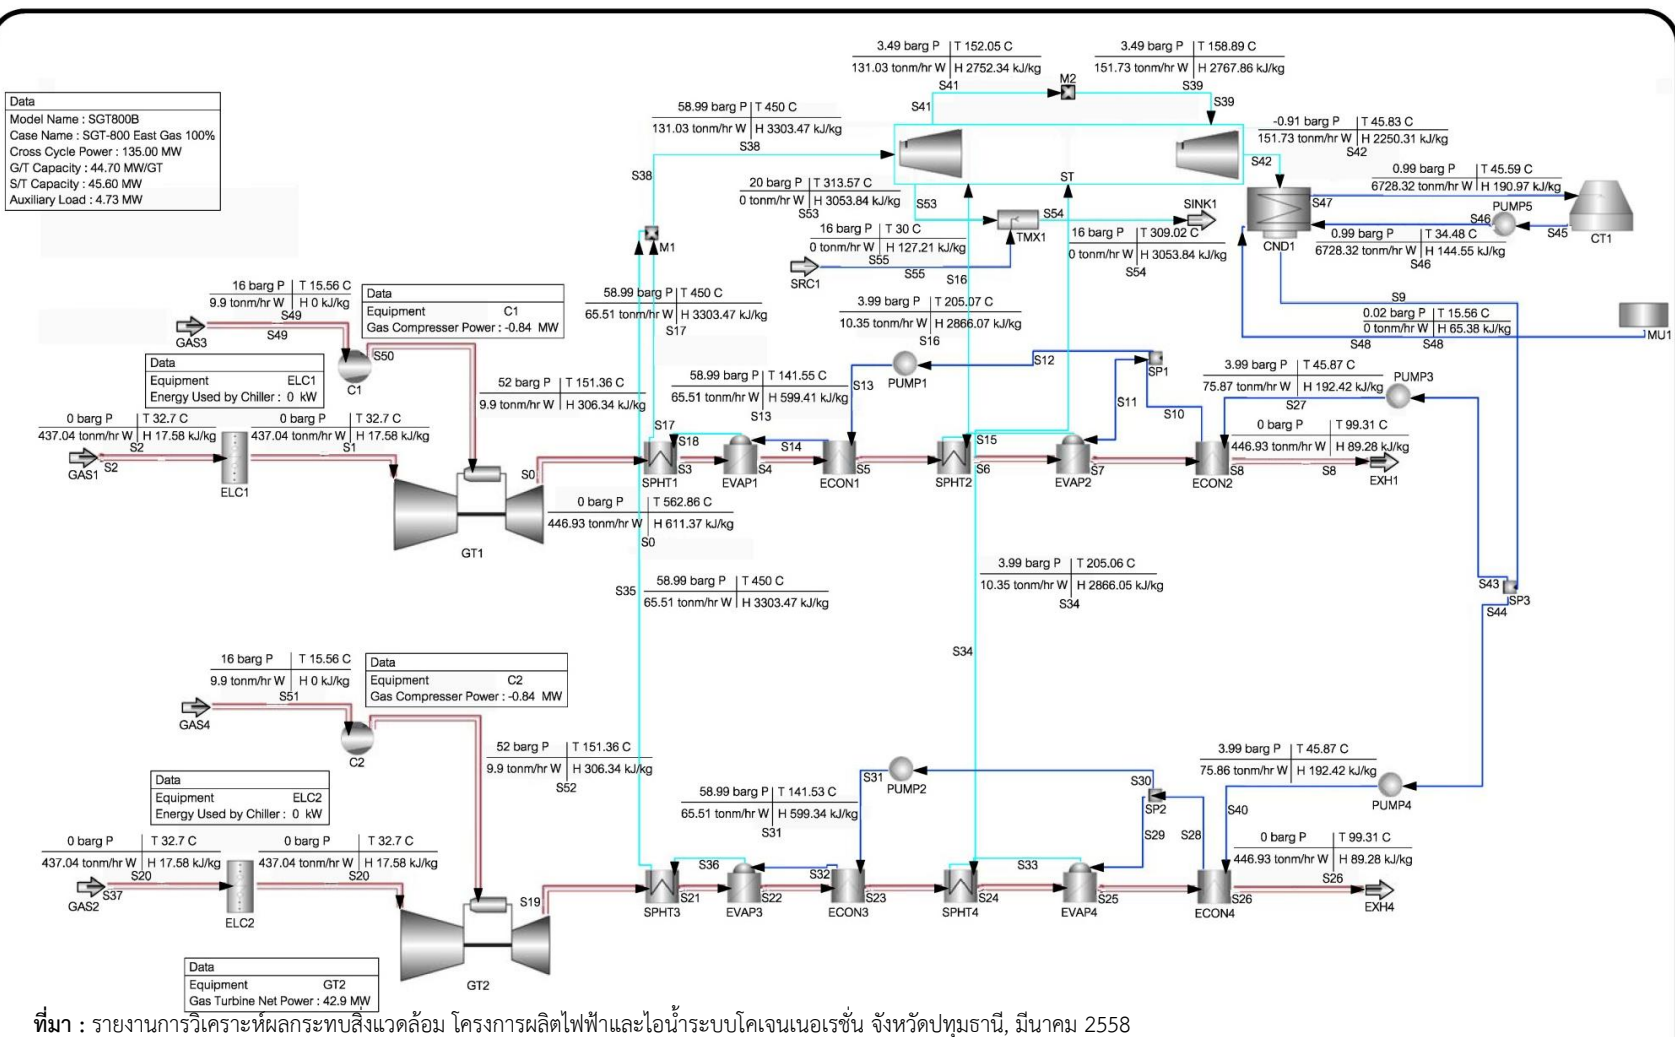 3.49 barg P T 152.05 C
131.03 tonm/hr W H 2752.34 kJ/kg
S41
3.49 barg P T 158.89 C
151.73 tonm/hr W H 2767.86 kJ/kg
S39
M2
S41
S39
Data
Model Name : SGT800B
Case Name : SGT-800 East Gas 100%
Cross Cycle Power : 135.00 MW
G/T Capacity : 44.70 MW/GT
S/T Capacity : 45.60 MW
Auxiliary Load : 4.73 MW
58.99 barg P T 450 C
131.03 tonm/hr W H 3303.47 kJ/kg
S38
-0.91 barg P T 45.83 C
151.73 tonm/hr W H 2250.31 kJ/kg
S42
S42
S38
ST
0.99 barg P T 45.59 C
6728.32 tonm/hr W H 190.97 kJ/kg
S47
20 barg P T 313.57 C
0 tonm/hr W H 3053.84 kJ/kg
S53
S53
S54
SINK1
TMX1
16 barg P T 30 C
0 tonm/hr W H 127.21 kJ/kg
S55
S55
SRC1
16 barg P T 309.02 C
0 tonm/hr W H 3053.84 kJ/kg
S54
PUMP5
S46
S45
CT1
CND1
0.99 barg P T 34.48 C
6728.32 tonm/hr W H 144.55 kJ/kg
S46
M1
S16
16 barg P T 15.56 C
9.9 tonm/hr W H 0 kJ/kg
S49
S49
GAS3
Data
Equipment C1
Gas Compresser Power : -0.84 MW
58.99 barg P T 450 C
65.51 tonm/hr W H 3303.47 kJ/kg
S17
3.99 barg P T 205.07 C
10.35 tonm/hr W H 2866.07 kJ/kg
S16
S9
0.02 barg P T 15.56 C
0 tonm/hr W H 65.38 kJ/kg
S48
S48
MU1
S50
C1
Data
Equipment ELC1
Energy Used by Chiller : 0 kW
52 barg P T 151.36 C
9.9 tonm/hr W H 306.34 kJ/kg
58.99 barg P T 141.55 C
65.51 tonm/hr W H 599.41 kJ/kg
S13
S13
PUMP1
S12
SP1
S11
S10
3.99 barg P T 45.87 C
75.87 tonm/hr W H 192.42 kJ/kg
S27
PUMP3
0 barg P T 32.7 C
437.04 tonm/hr W H 17.58 kJ/kg
S2
0 barg P T 32.7 C
437.04 tonm/hr W H 17.58 kJ/kg
S1
GAS1
S2
ELC1
S17
S18
S14
S15
0 barg P T 99.31 C
446.93 tonm/hr W H 89.28 kJ/kg
S0
S3
S4
S5
S6
S7
S8
S8
SPHT1
EVAP1
ECON1
SPHT2
EVAP2
ECON2
EXH1
0 barg P T 562.86 C
446.93 tonm/hr W H 611.37 kJ/kg
S0
GT1
S35
58.99 barg P T 450 C
65.51 tonm/hr W H 3303.47 kJ/kg
3.99 barg P T 205.06 C
10.35 tonm/hr W H 2866.05 kJ/kg
S34
S43
SP3
S44
S34
16 barg P T 15.56 C
9.9 tonm/hr W H 0 kJ/kg
S51
GAS4
Data
Equipment C2
Gas Compresser Power : -0.84 MW
C2
52 barg P T 151.36 C
9.9 tonm/hr W H 306.34 kJ/kg
S52
Data
Equipment ELC2
Energy Used by Chiller : 0 kW
58.99 barg P T 141.53 C
65.51 tonm/hr W H 599.34 kJ/kg
S31
S31
PUMP2
S30
SP2
S29
S28
3.99 barg P T 45.87 C
75.86 tonm/hr W H 192.42 kJ/kg
S40
PUMP4
0 barg P T 32.7 C
437.04 tonm/hr W H 17.58 kJ/kg
S20
0 barg P T 32.7 C
437.04 tonm/hr W H 17.58 kJ/kg
S20
GAS2
S37
ELC2
S36
S32
S33
0 barg P T 99.31 C
446.93 tonm/hr W H 89.28 kJ/kg
S26
S19
S21
S22
S23
S24
S25
S26
SPHT3
EVAP3
ECON3
SPHT4
EVAP4
ECON4
EXH4
Data
Equipment GT2
Gas Turbine Net Power : 42.9 MW
GT2
ที่มา : รายงานการวิเคราะห์ผลกระทบสิ่งแวดล้อม โครงการผลิตไฟฟ้าและไอน้ำระบบโคเจนเนอเรชั่น จังหวัดปทุมธานี, มีนาคม 2558